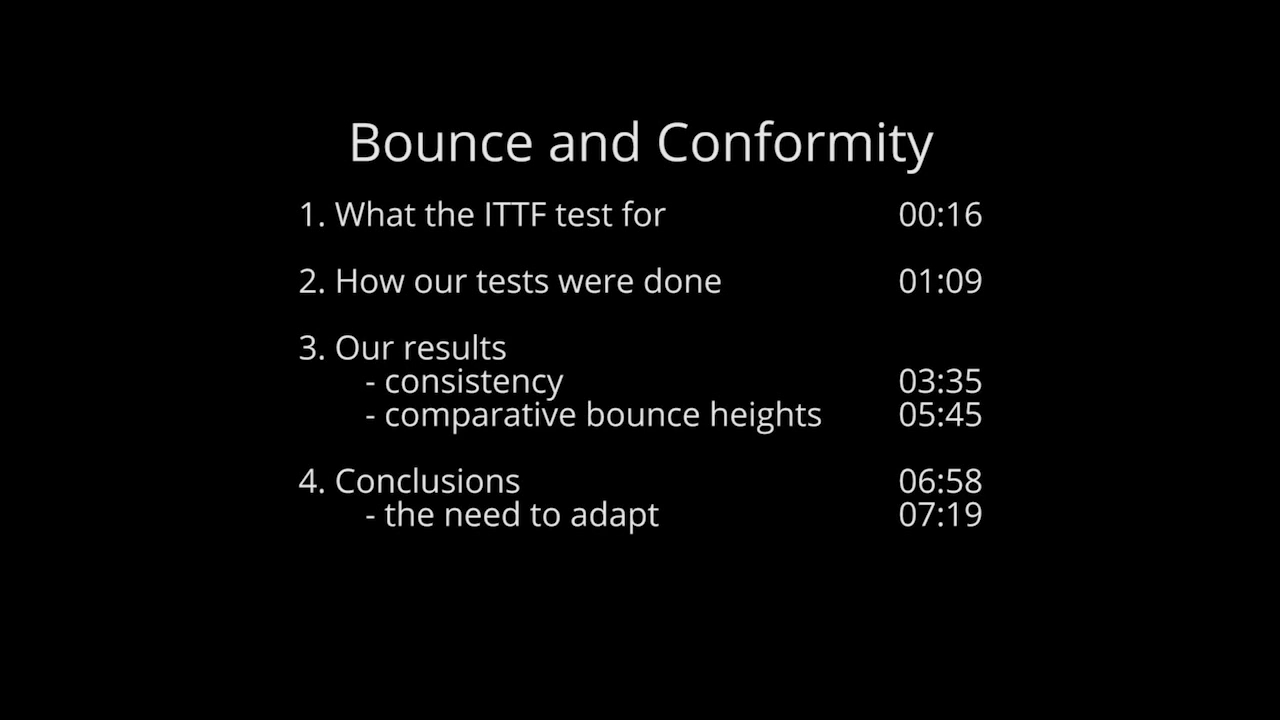 Bounce and Conformity
1. What the ITTF test for 00:16
2. How our tests were done 01:09
3. Our results
- consistency 03:35
- comparative bounce heights 05:45
4. Conclusions 06:58
- the need to adapt 07:19